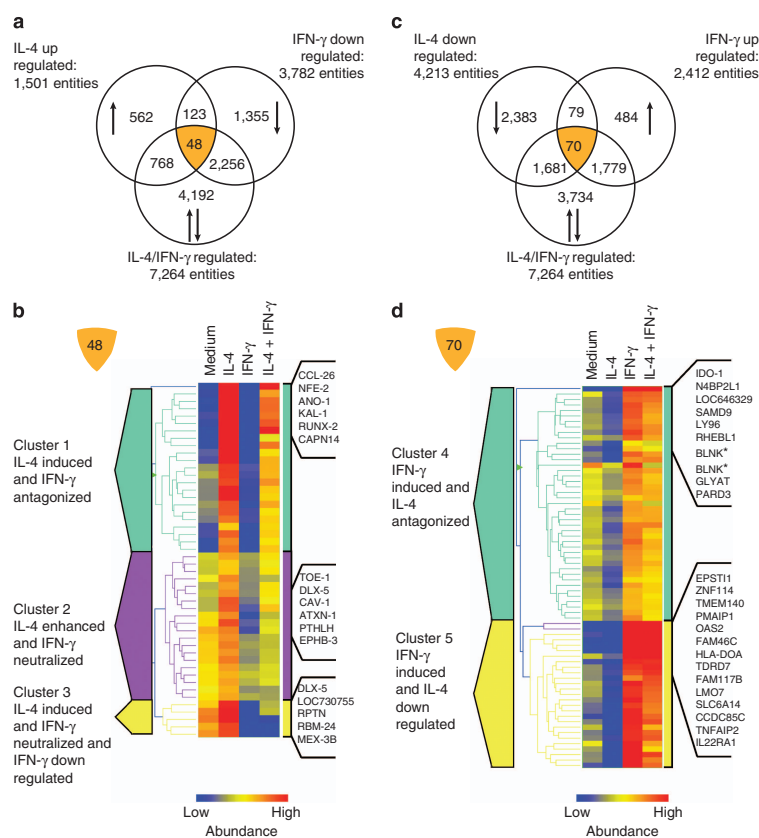 a
IL-4 up
regulated:
1,501 entities
IFN-γ down
regulated:
3,782 entities
562
123
1,355
48
768
2,256
4,192
IL-4/IFN-γ regulated:
7,264 entities
c
IL-4 down
regulated:
4,213 entities
IFN-γ up
regulated:
2,412 entities
2,383
79
484
70
1,681
1,779
3,734
IL-4/IFN-γ regulated:
7,264 entities
b
48
Medium
IL-4
IFN-γ
IL-4 + IFN-γ
Cluster 1
IL-4 induced
and IFN-γ
antagonized
Cluster 2
IL-4 enhanced
and IFN-γ
neutralized
Cluster 3
IL-4 induced
and IFN-γ
neutralized and
IFN-γ down
regulated
CCL-26
NFE-2
ANO-1
KAL-1
RUNX-2
CAPN14
TOE-1
DLX-5
CAV-1
ATXN-1
PTHLH
EPHB-3
DLX-5
LOC730755
RPTN
RBM-24
MEX-3B
Low
High
Abundance
d
70
Medium
IL-4
IFN-γ
IL-4 + IFN-γ
Cluster 4
IFN-γ
induced and
IL-4
antagonized
Cluster 5
IFN-γ
induced
and IL-4
down
regulated
IDO-1
N4BP2L1
LOC646329
SAMD9
LY96
RHEBL1
BLNK*
BLNK*
GLYAT
PARD3
EPSTI1
ZNF114
TMEM140
PMAIP1
OAS2
FAM46C
HLA-DOA
TDRD7
FAM117B
LMO7
SLC6A14
CCDC85C
TNFAIP2
IL22RA1
Low
High
Abundance